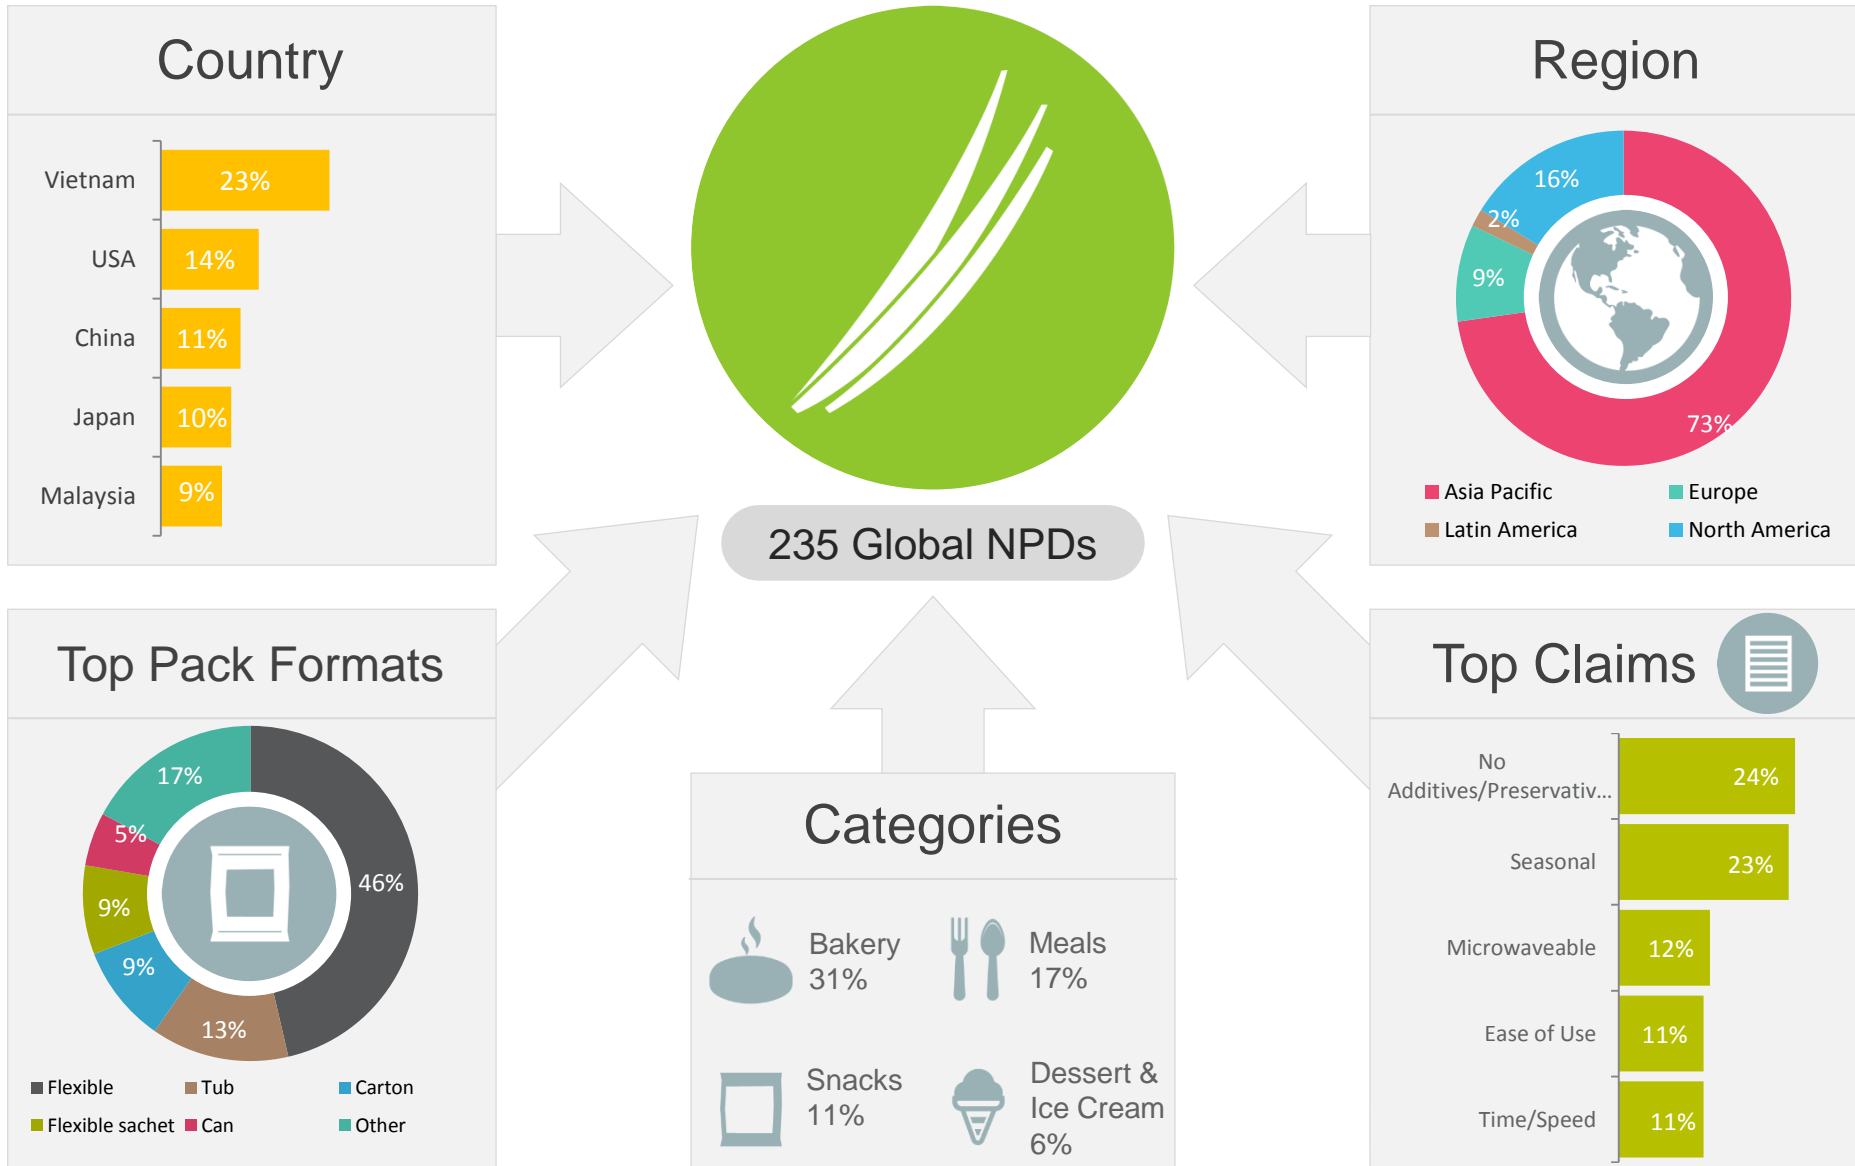 Country
Vietnam
23%
USA
14%
China
11%
Japan
10%
Malaysia
9%
235 Global NPDs
Region
16%
2%
9%
73%
Asia Pacific
Europe
Latin America
North America
Top Pack Formats
17%
5%
46%
9%
9%
13%
Flexible
Tub
Carton
Flexible sachet
Can
Other
Categories
Bakery
31%
Meals
17%
Snacks
11%
Dessert &
Ice Cream
6%
Top Claims
No
Additives/Preservativ...
24%
Seasonal
23%
Microwaveable
12%
Ease of Use
11%
Time/Speed
11%